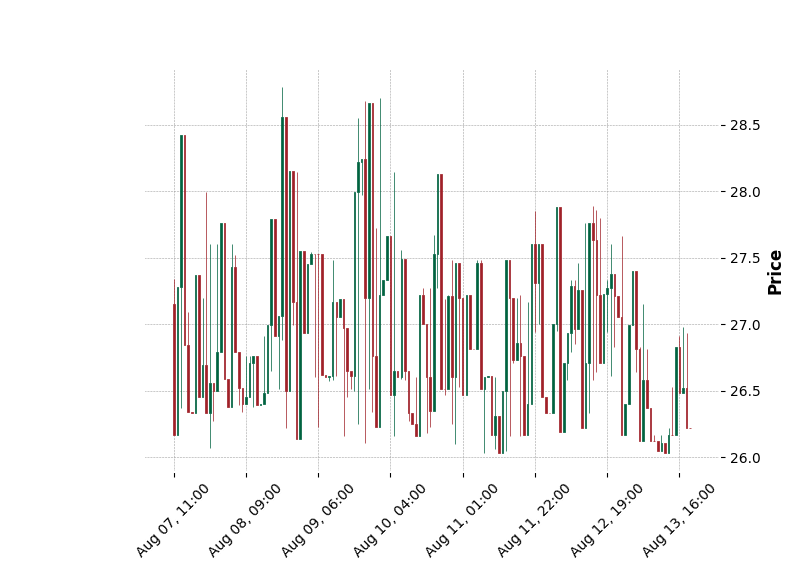 28.5
28.0
27.5
27.0
26.5
26.0
Price
Aug 07, 11:00
Aug 08, 09:00
Aug 09, 06:00
Aug 10, 04:00
Aug 11, 01:00
Aug 11, 22:00
Aug 12, 19:00
Aug 13, 16:00